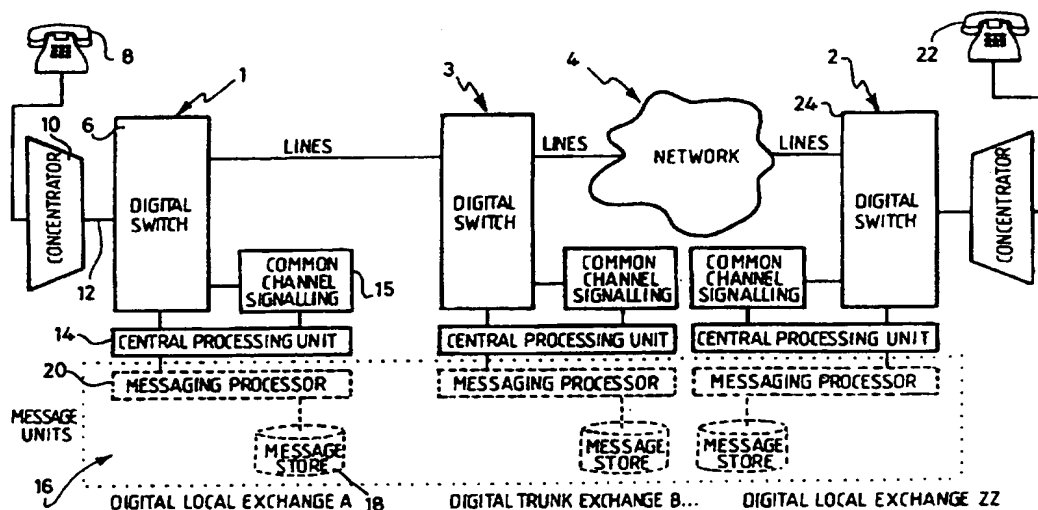 8
22
1
3
4
2
6
10
24
LINES
LINES
NETWORK
LINES
CONCENTRATOR
DIGITAL
SWITCH
DIGITAL
SWITCH
DIGITAL
SWITCH
CONCENTRATOR
12
COMMON
CHANNEL
SIGNALLING
15
COMMON
CHANNEL
SIGNALLING
COMMON
CHANNEL
SIGNALLING
14
CENTRAL PROCESSING UNIT
CENTRAL PROCESSING UNIT
CENTRAL PROCESSING UNIT
20
MESSAGING PROCESSOR
MESSAGING PROCESSOR
MESSAGING PROCESSOR
MESSAGE
UNITS
MESSAGE
STORE
MESSAGE
STORE
MESSAGE
STORE
16
DIGITAL LOCAL EXCHANGE A
18
DIGITAL TRUNK EXCHANGE B...
DIGITAL LOCAL EXCHANGE ZZ